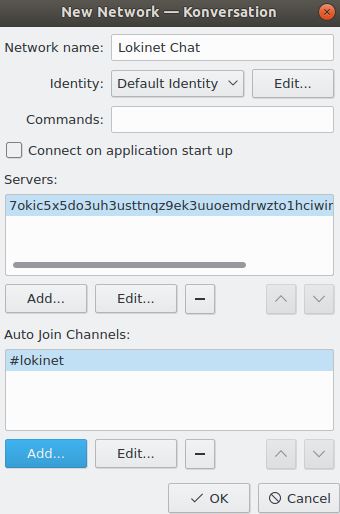 New Network — Konversation
Network name: Lokinet Chat
Identity: Default Identity Edit...
Commands:
Connect on application start up
Servers:
7okic5x5do3uh3usttnqz9ek3uuoemdrwzto1hciwir
Add... Edit...
Auto Join Channels:
#lokinet
Add... Edit...
OK Cancel